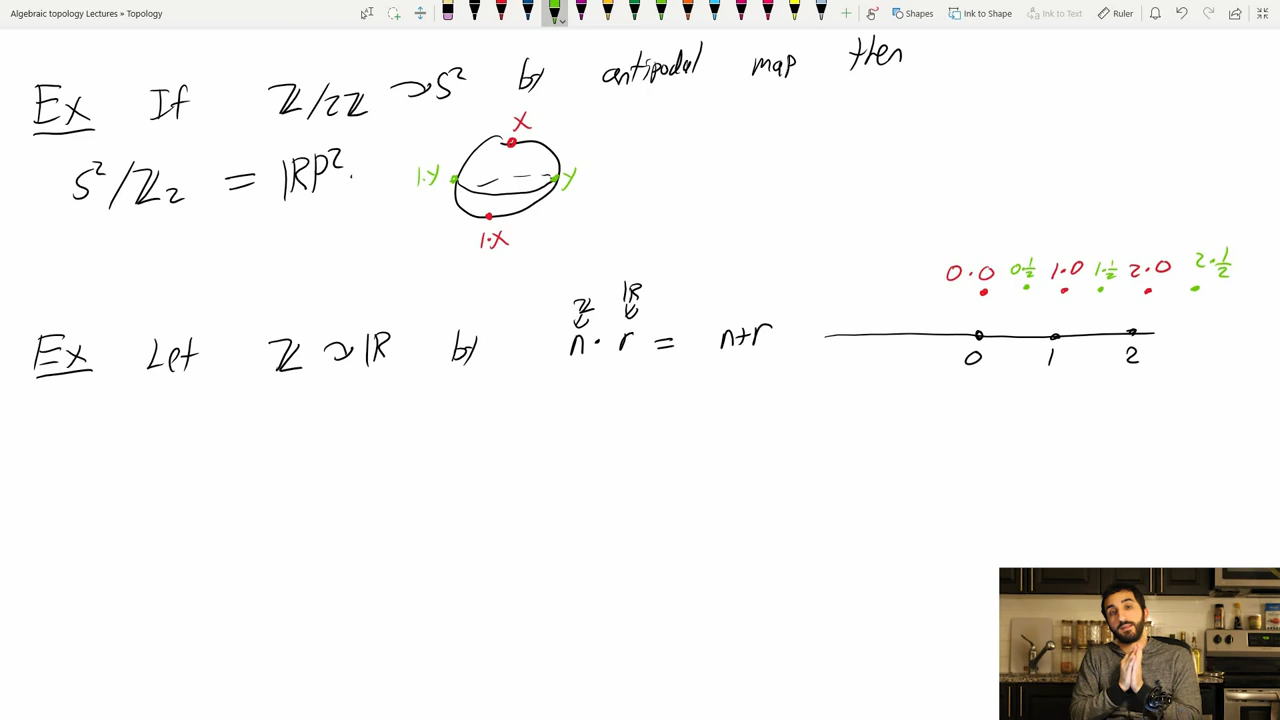 Algebraic topology Lectures = Topology
Shapes
Ink to Shape
Ink to Text
Ruler
Ex If ℤ/2ℤ ↷ S² by antipodal map then
S²/ℤ₂ = ℝP².
x
1·y
y
1·x
0·0 0·½ 1·0 1·½ 2·0 2·½
ℤ ℝ
Ex Let ℤ ↷ ℝ by n · r = n+r
0 1 2